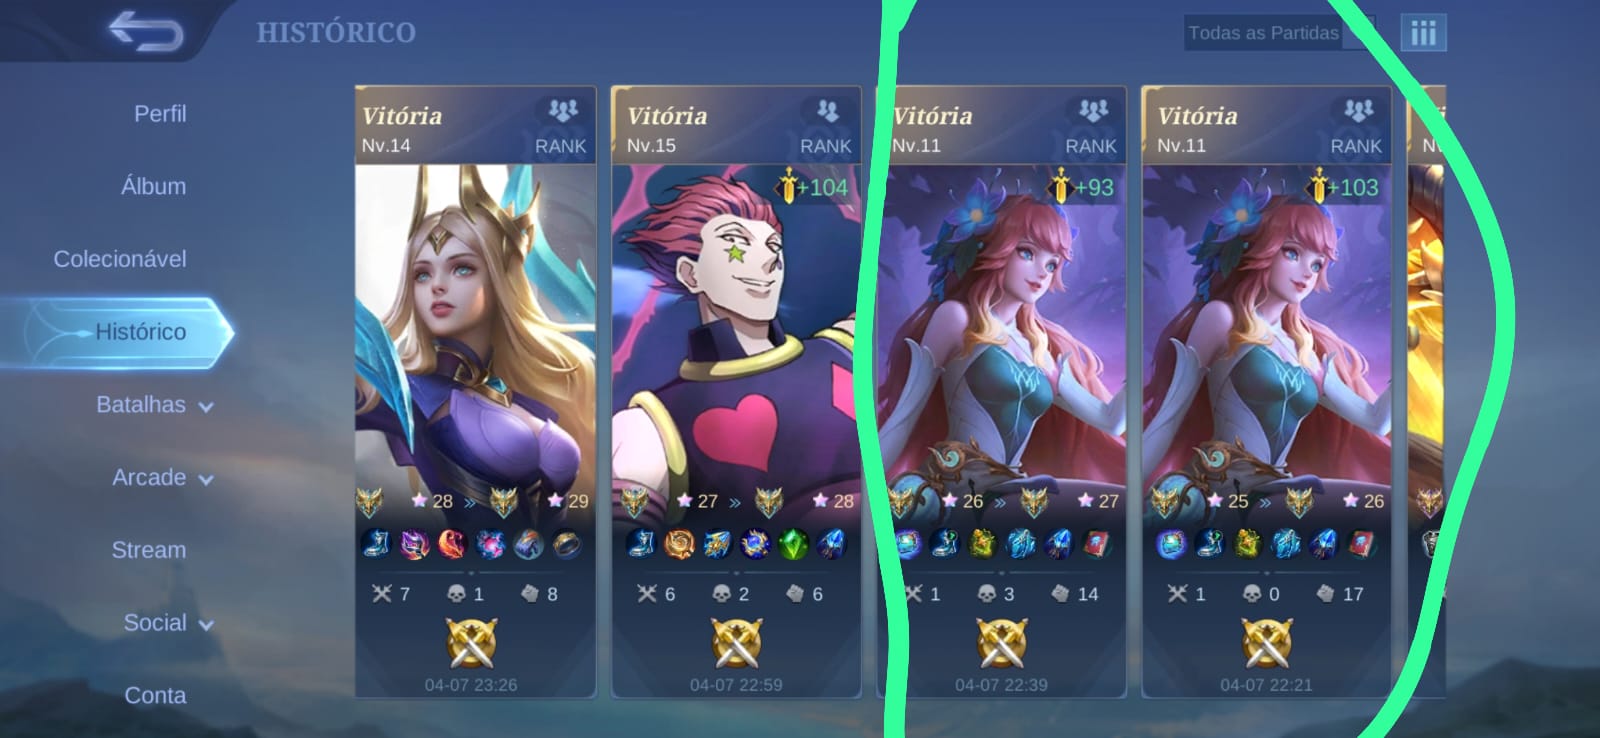 HISTÓRICO
Todas as Partidas
Perfil
Álbum
Colecionável
Histórico
Batalhas
Arcade
Stream
Social
Conta
Vitória
Nv.14 RANK
28 » 29
7 1 8
04-07 23:26
Vitória
Nv.15 RANK
+104
27 » 28
6 2 6
04-07 22:59
Vitória
Nv.11 RANK
+93
26 » 27
1 3 14
04-07 22:39
Vitória
Nv.11 RANK
+103
25 » 26
1 0 17
04-07 22:21